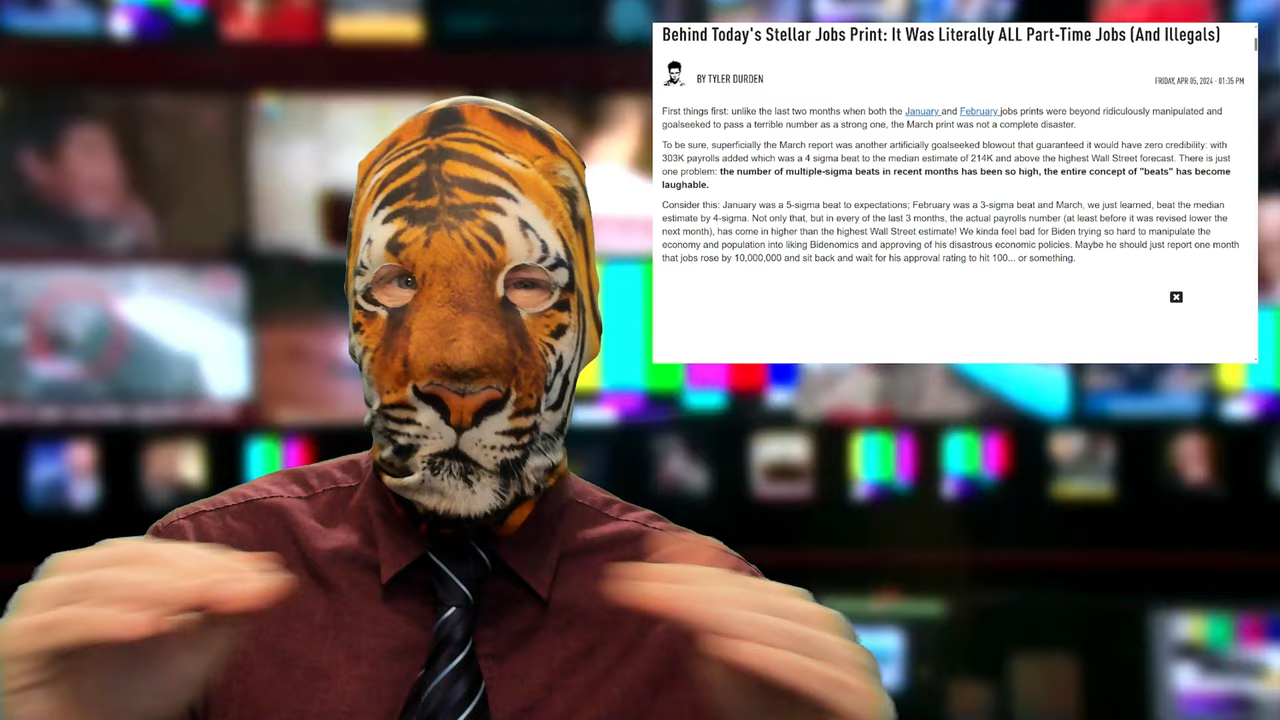 Behind Today's Stellar Jobs Print: It Was Literally ALL Part-Time Jobs (And Illegals)
BY TYLER DURDEN
FRIDAY, APR 05, 2024 - 01:35 PM
First things first: unlike the last two months when both the January and February jobs prints were beyond ridiculously manipulated and
goalseeked to pass a terrible number as a strong one, the March print was not a complete disaster.
To be sure, superficially the March report was another artificially goalseeked blowout that guaranteed it would have zero credibility: with
303K payrolls added which was a 4 sigma beat to the median estimate of 214K and above the highest Wall Street forecast. There is just
one problem: the number of multiple-sigma beats in recent months has been so high, the entire concept of "beats" has become
laughable.
Consider this: January was a 5-sigma beat to expectations; February was a 3-sigma beat and March, we just learned, beat the median
estimate by 4-sigma. Not only that, but in every of the last 3 months, the actual payrolls number (at least before it was revised lower the
next month), has come in higher than the highest Wall Street estimate! We kinda feel bad for Biden trying so hard to manipulate the
economy and population into liking Bidenomics and approving of his disastrous economic policies. Maybe he should just report one month
that jobs rose by 10,000,000 and sit back and wait for his approval rating to hit 100... or something.